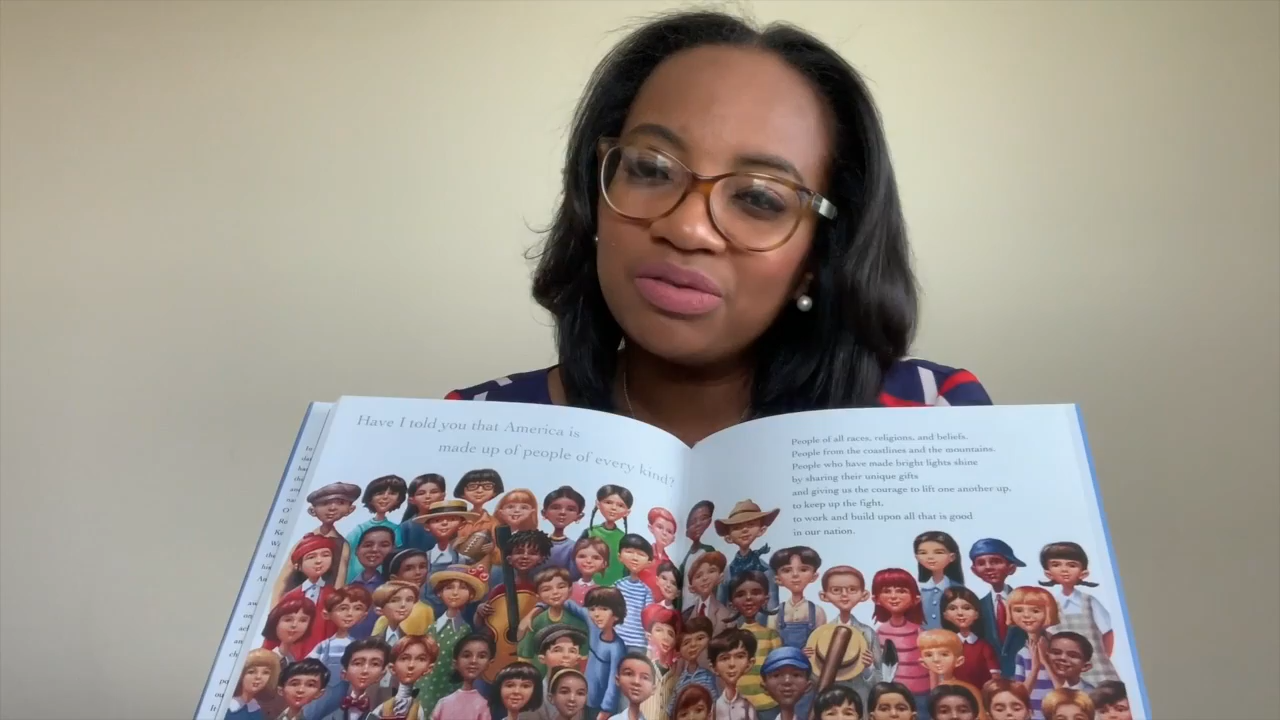 Have I told you that America is
made up of people of every kind?
People of all races, religions, and beliefs.
People from the coastlines and the mountains.
People who have made bright lights shine
by sharing their unique gifts
and giving us the courage to lift one another up,
to keep up the fight,
to work and build upon all that is good
in our nation.